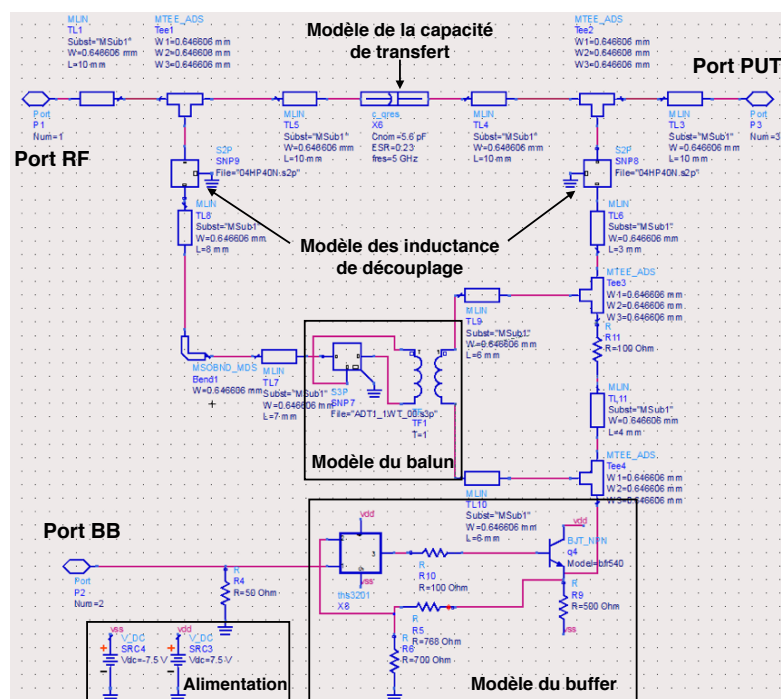 MLIN
TL1
Subst="MSub1"
W=0.646606 mm
L=10 mm
MTEE_ADS
Tee1
W1=0.646606 mm
W2=0.646606 mm
W3=0.646606 mm
Modèle de la capacité
de transfert
MTEE_ADS
Tee2
W1=0.646606 mm
W2=0.646606 mm
W3=0.646606 mm
Port PUT
Port
P1
Num=1
MLIN
TL5
Subst="MSub1"
W=0.646606 mm
L=10 mm
c_qres
X6
Cnom=5.6 pF
ESR=0.23
fres=5 GHz
MLIN
TL4
Subst="MSub1"
W=0.646606 mm
L=10 mm
MLIN
TL3
Subst="MSub1"
W=0.646606 mm
L=10 mm
Port
P3
Num=3
Port RF
S2P
SNP9
File="04HP40N.s2p"
S2P
SNP8
File="04HP40N.s2p"
MLIN
TL8
Subst="MSub1"
W=0.646606 mm
L=8 mm
Modèle des inductance
de découplage
MLIN
TL6
Subst="MSub1"
W=0.646606 mm
L=3 mm
MTEE_ADS
Tee3
W1=0.646606 mm
W2=0.646606 mm
W3=0.646606 mm
MLIN
TL9
Subst="MSub1"
W=0.646606 mm
L=6 mm
R
R11
R=100 Ohm
MSOBND_MDS
Bend1
W=0.646606 mm
MLIN
TL7
Subst="MSub1"
W=0.646606 mm
L=7 mm
S3P
SNP7
File="ADT1_1WT_00.s3p"
TF
TF1
T=1
MLIN
TL11
Subst="MSub1"
W=0.646606 mm
L=4 mm
Modèle du balun
MTEE_ADS
Tee4
W1=0.646606 mm
W2=0.646606 mm
W3=0.646606 mm
MLIN
TL10
Subst="MSub1"
W=0.646606 mm
L=6 mm
Port BB
Port
P2
Num=2
R
R4
R=50 Ohm
vdd
3
vss
ths3201
X8
R
R10
R=100 Ohm
vdd
BJT_NPN
q4
Model=bfr540
R
R9
R=500 Ohm
vss
R
R5
R=768 Ohm
R
R6
R=700 Ohm
vss
V_DC
SRC4
Vdc=-7.5 V
vdd
V_DC
SRC3
Vdc=7.5 V
Alimentation
Modèle du buffer